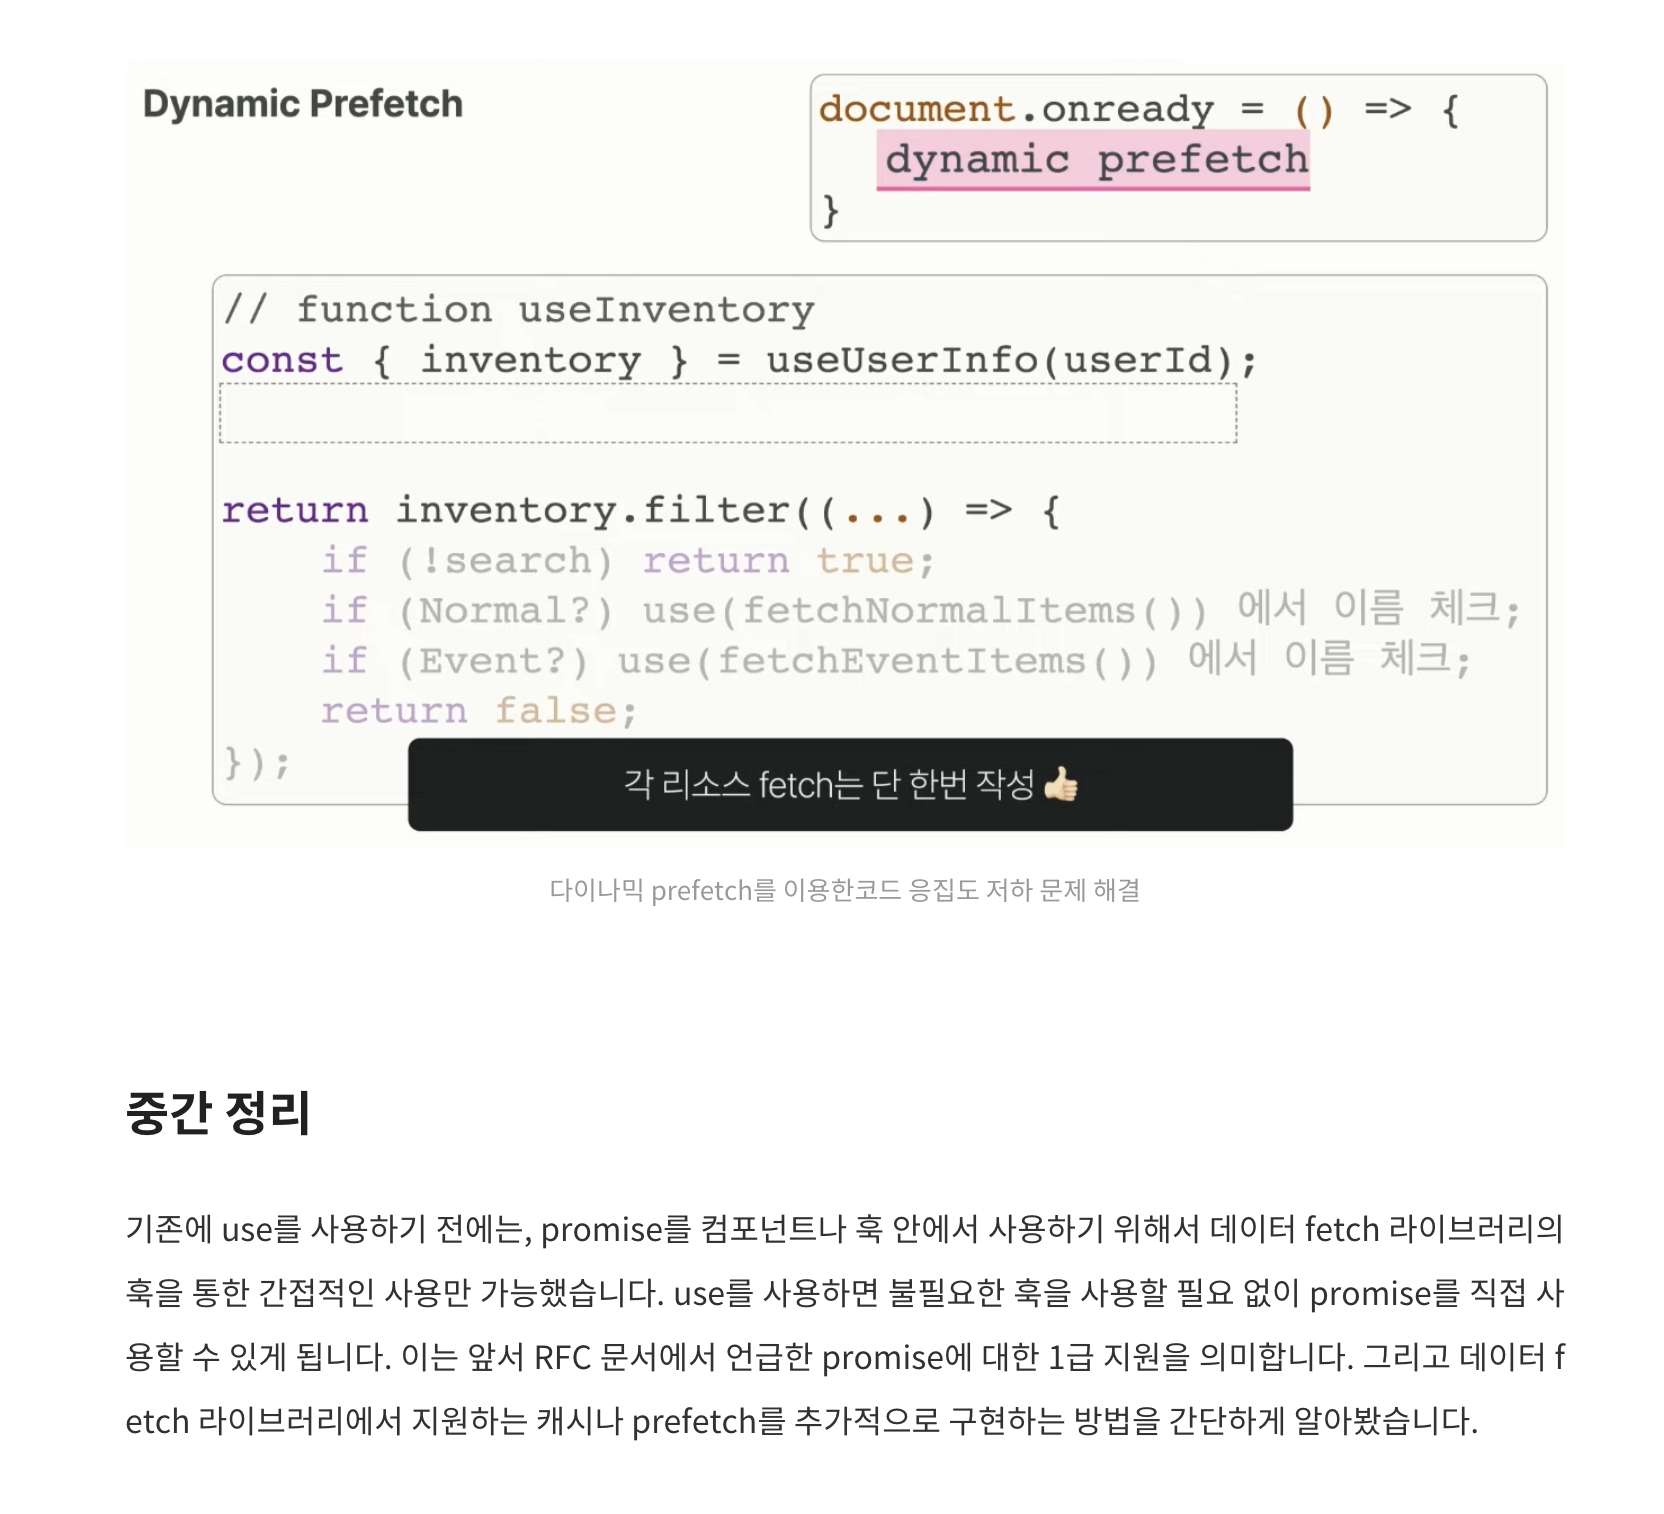 Dynamic Prefetch
document.onready = () => {
dynamic prefetch
}
// function useInventory
const { inventory } = useUserInfo(userId);
return inventory.filter((...) => {
if (!search) return true;
if (Normal?) use(fetchNormalItems()) 에서 이름 체크;
if (Event?) use(fetchEventItems()) 에서 이름 체크;
return false;
});
각 리소스 fetch는 단 한번 작성 👍🏻
다이나믹 prefetch를 이용한코드 응집도 저하 문제 해결
중간 정리
기존에 use를 사용하기 전에는, promise를 컴포넌트나 훅 안에서 사용하기 위해서 데이터 fetch 라이브러리의
훅을 통한 간접적인 사용만 가능했습니다. use를 사용하면 불필요한 훅을 사용할 필요 없이 promise를 직접 사
용할 수 있게 됩니다. 이는 앞서 RFC 문서에서 언급한 promise에 대한 1급 지원을 의미합니다. 그리고 데이터 f
etch 라이브러리에서 지원하는 캐시나 prefetch를 추가적으로 구현하는 방법을 간단하게 알아봤습니다.